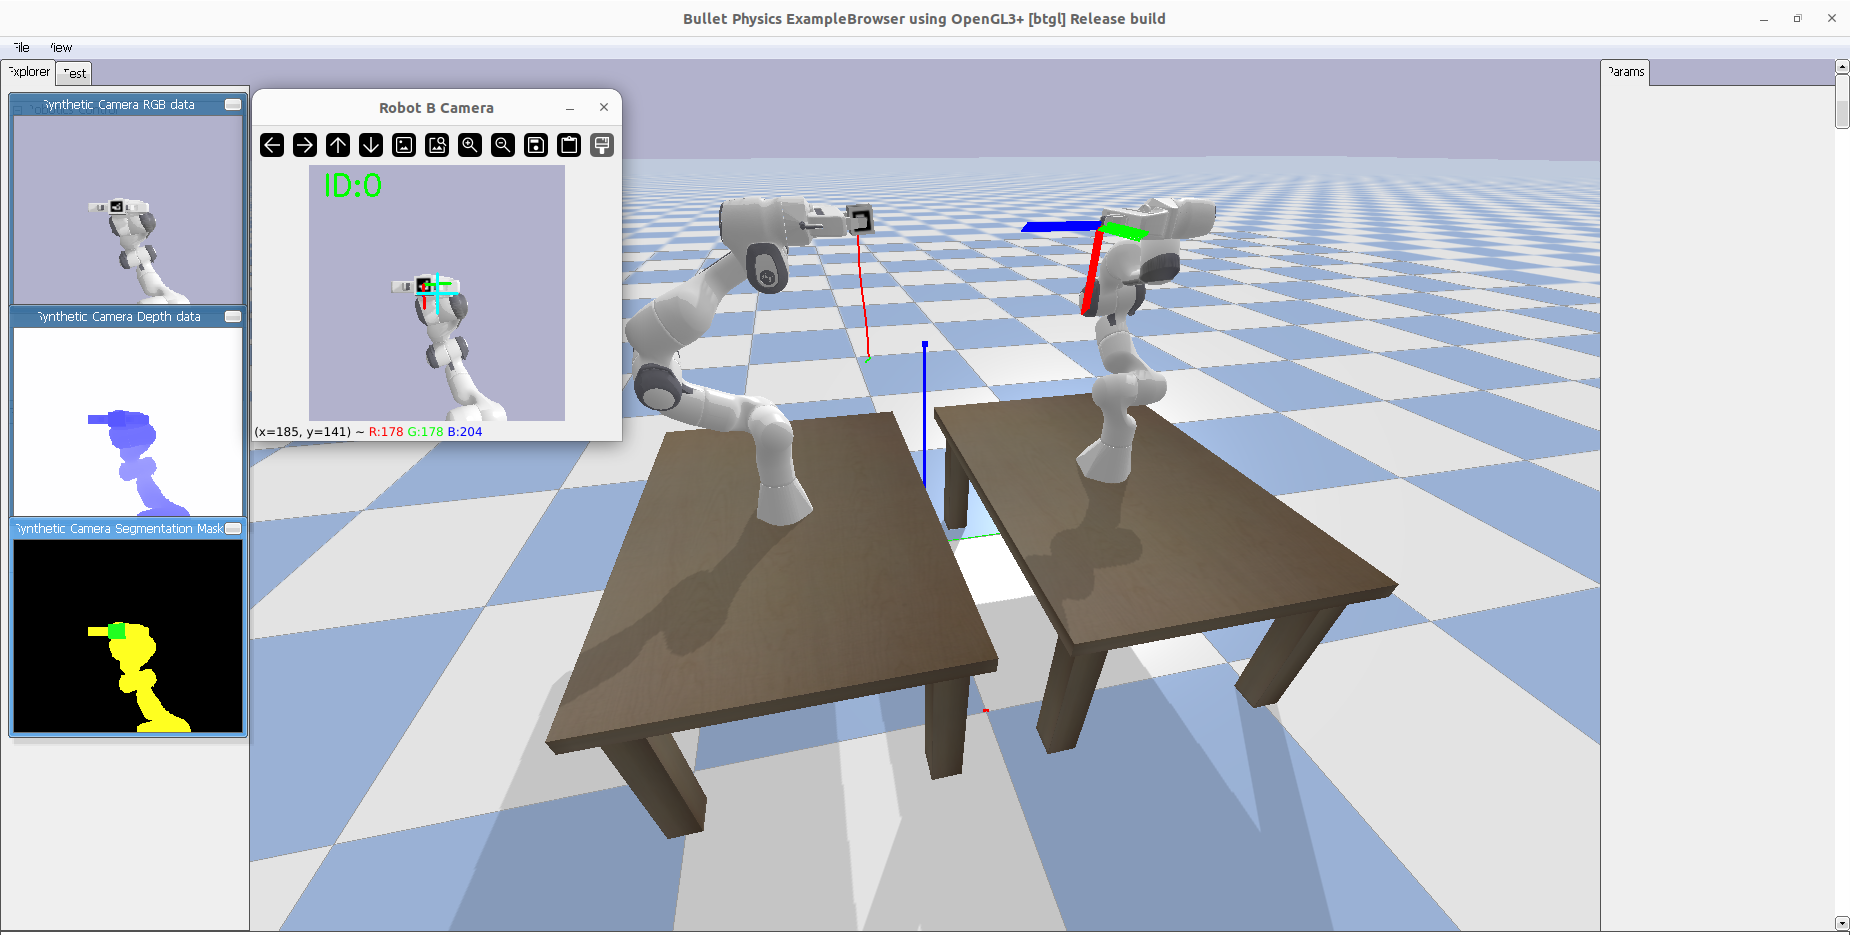 Bullet Physics ExampleBrowser using OpenGL3+ [btgl] Release build
File View
Explorer Test
Params
Synthetic Camera RGB data
Robot B Camera
ID:0
Synthetic Camera Depth data
(x=185, y=141) ~ R:178 G:178 B:204
Synthetic Camera Segmentation Mask